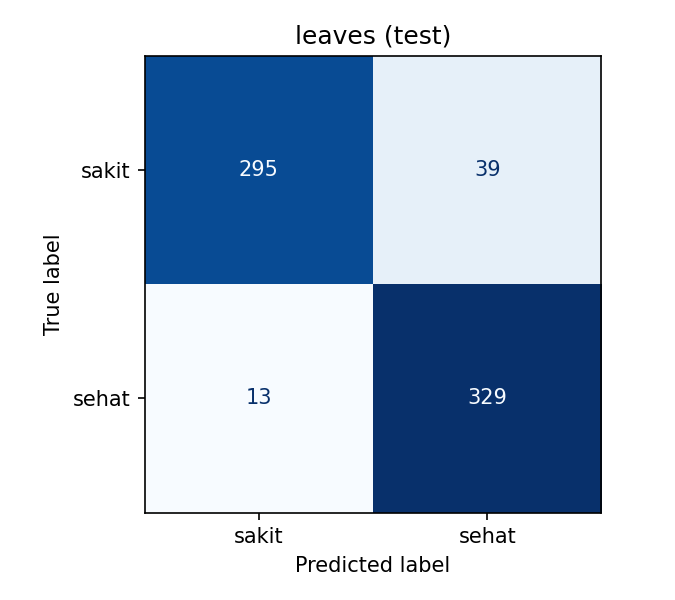 leaves (test)
True label
sakit
295
39
sehat
13
329
sakit
sehat
Predicted label